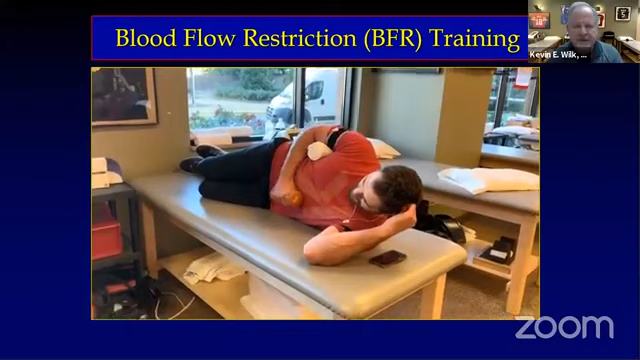 Blood Flow Restriction (BFR) Training
Kevin E. Wilk, ...
zoom